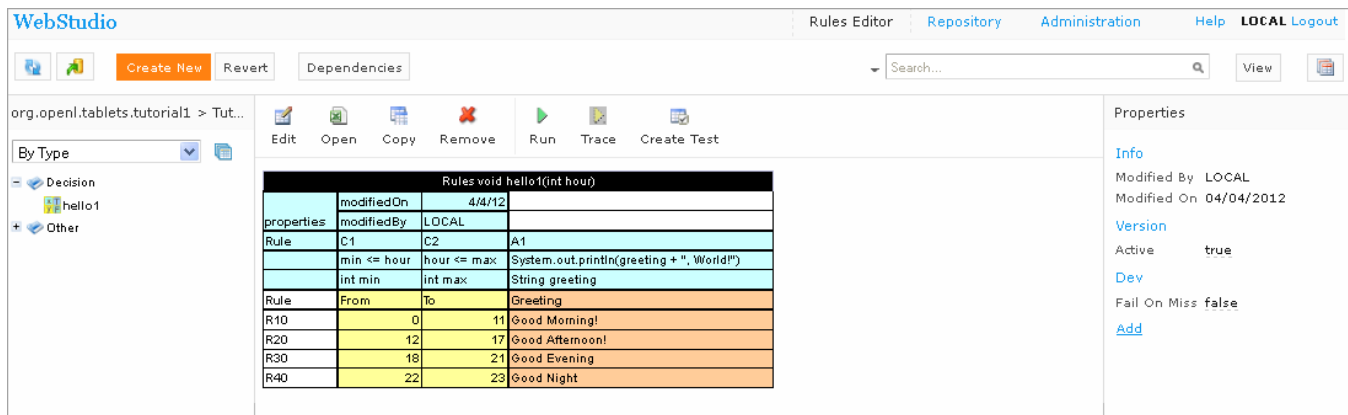 WebStudio
Rules Editor Repository Administration Help LOCAL Logout
Create New Revert Dependencies Search... View
org.openl.tablets.tutorial1 > Tut...
By Type
Decision
hello1
Other
Edit Open Copy Remove Run Trace Create Test
Rules void hello1(int hour)
modifiedOn 4/4/12
properties modifiedBy LOCAL
Rule C1 C2 A1
min <= hour hour <= max System.out.println(greeting + ", World!")
int min int max String greeting
Rule From To Greeting
R10 0 11 Good Morning!
R20 12 17 Good Afternoon!
R30 18 21 Good Evening
R40 22 23 Good Night
Properties
Info
Modified By LOCAL
Modified On 04/04/2012
Version
Active true
Dev
Fail On Miss false
Add